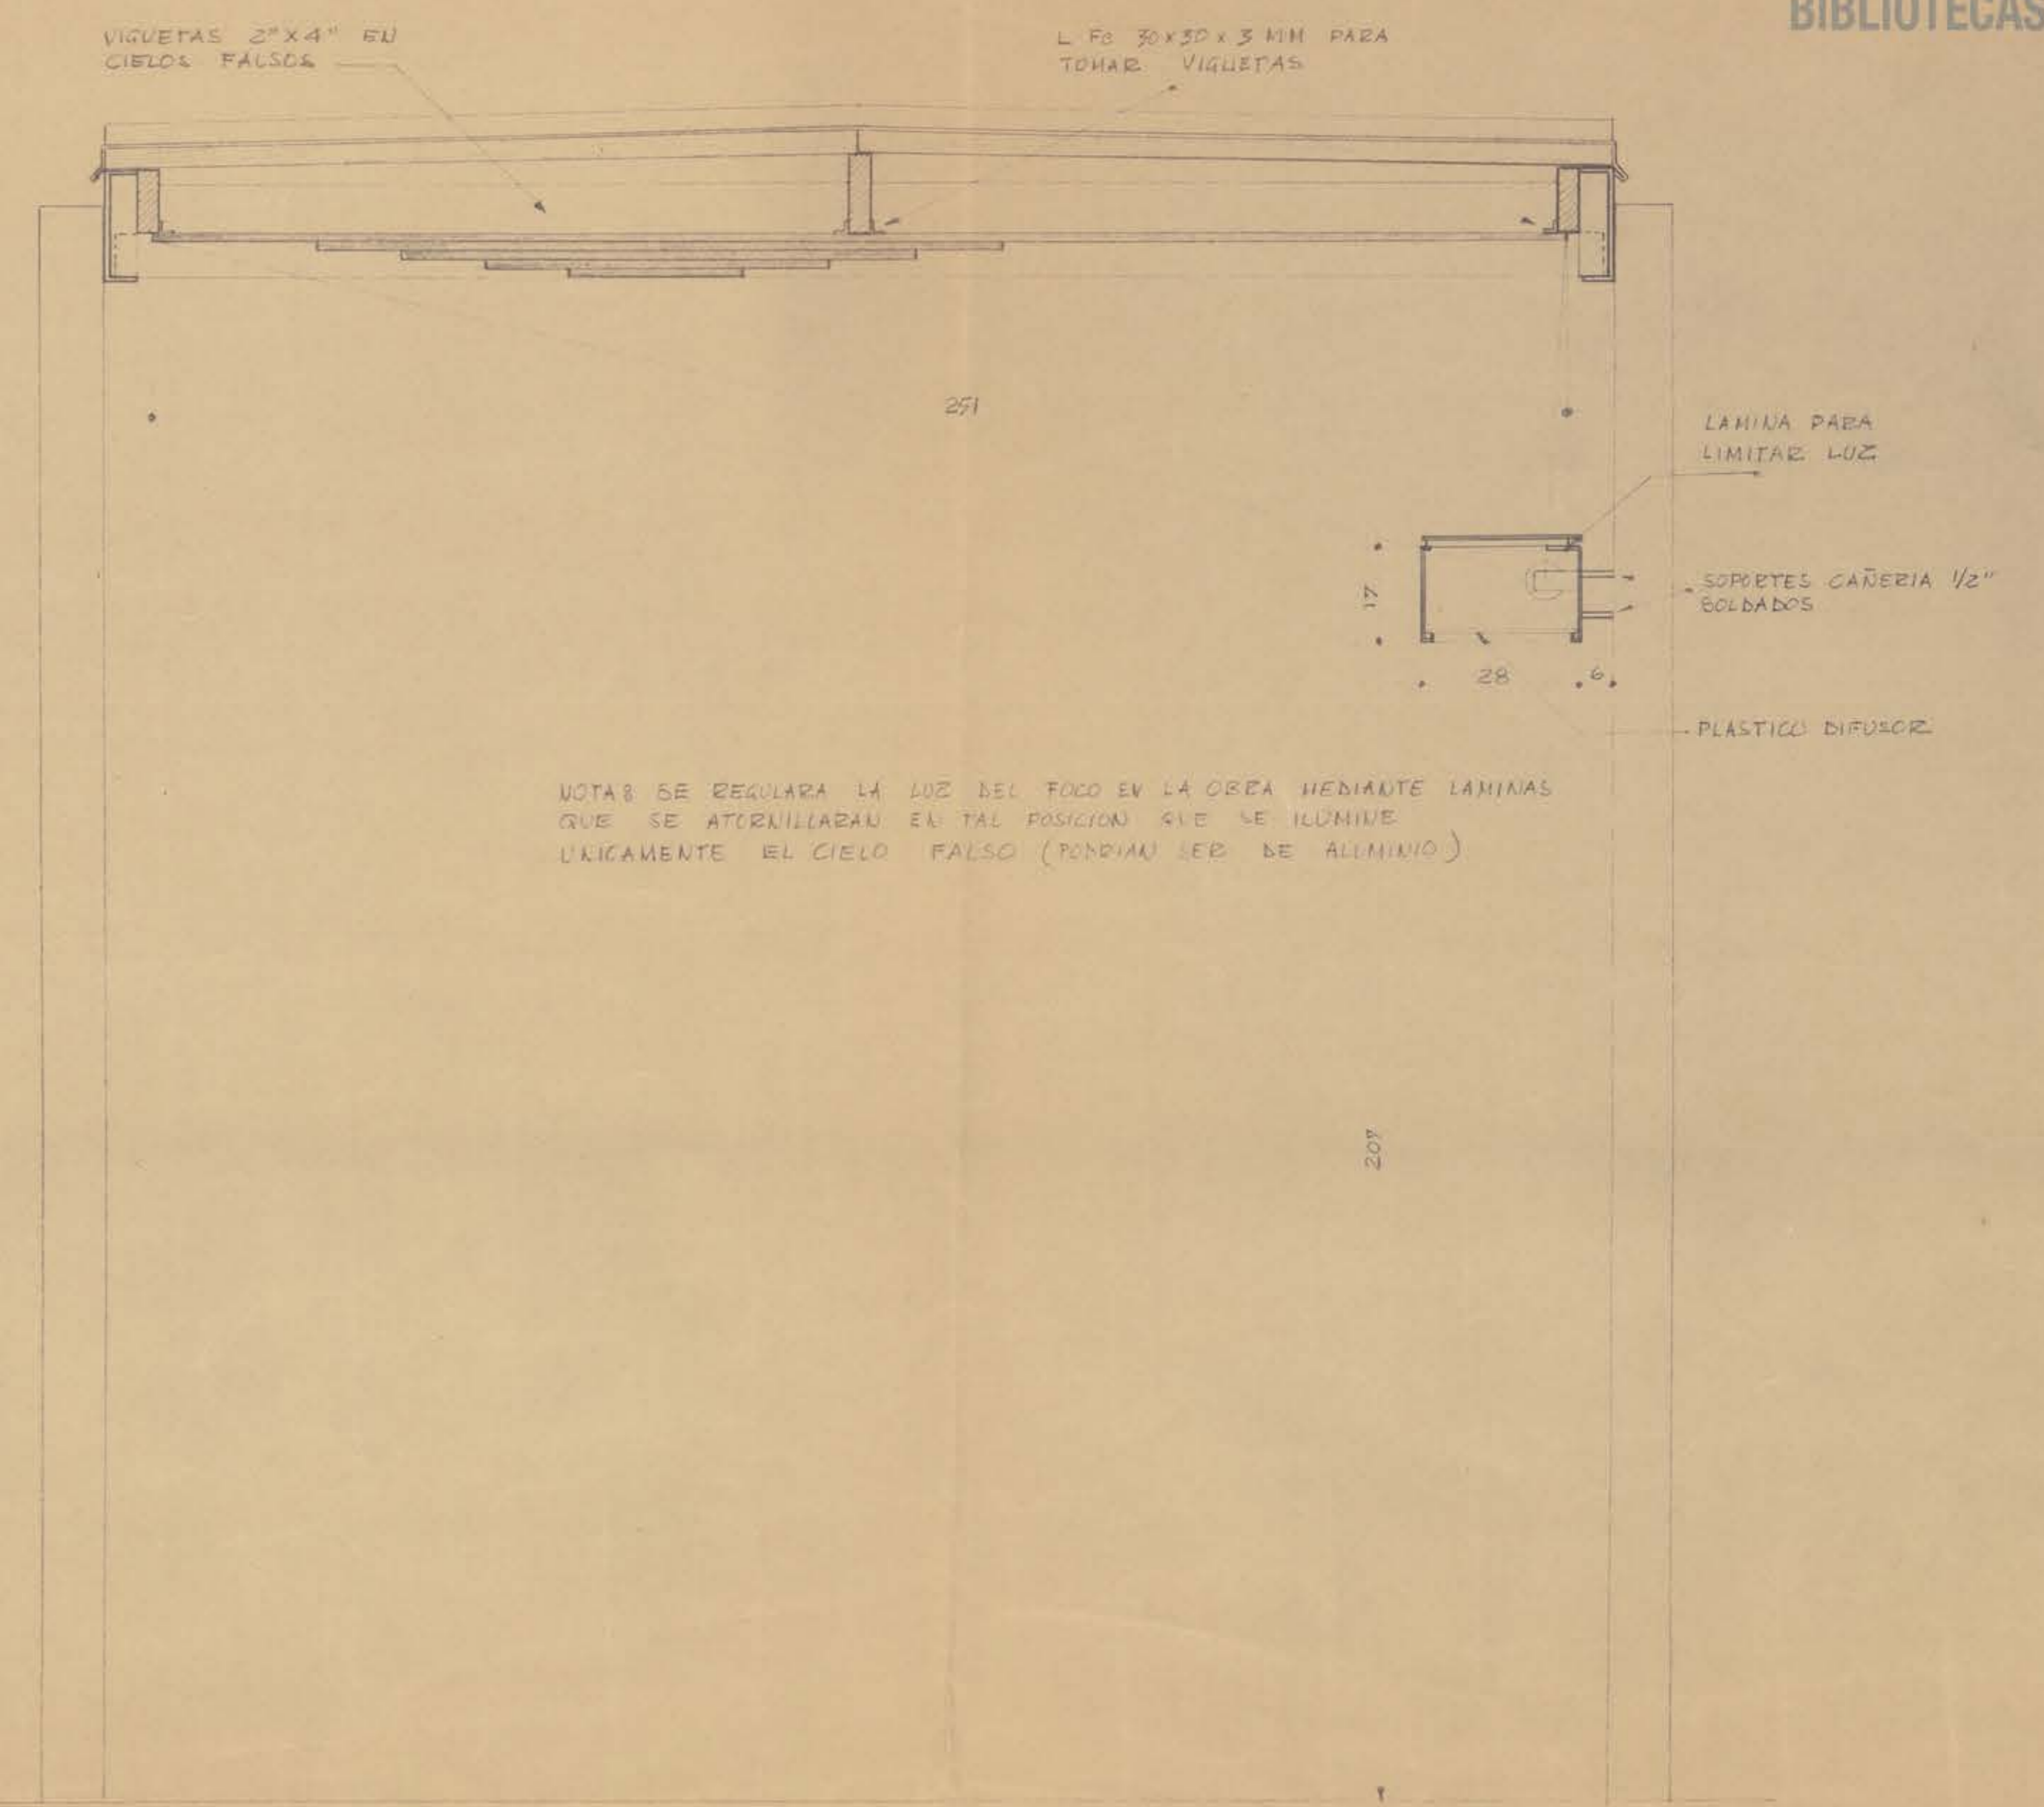 BIBLIOTECAS
VIGUETAS 2"X4" EN
CIELOS FALSOS
L Fe 30x30x3 MM PARA
TOMAR VIGUETAS
251
LAMINA PARA
LIMITAR LUZ
17
SOPORTES CAÑERIA 1/2"
SOLDADOS
28
6
PLASTICO DIFUSOR
NOTA: SE REGULARA LA LUZ DEL FOCO EN LA OBRA MEDIANTE LAMINAS
QUE SE ATORNILLARAN EN TAL POSICION QUE SE ILUMINE
UNICAMENTE EL CIELO FALSO (PODRIAN SER DE ALUMINIO)
207